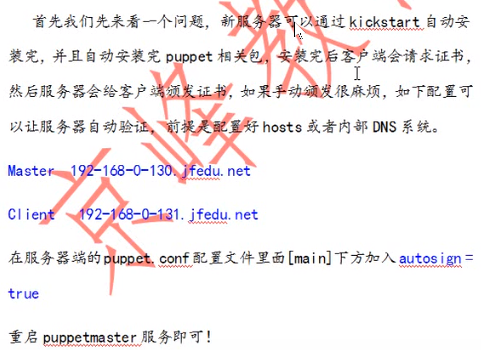 首先我们先来看一个问题，新服务器可以通过kickstart自动安
装完，并且自动安装完puppet相关包，安装完后客户端会请求证书，
然后服务器会给客户端颁发证书，如果手动颁发很麻烦，如下配置可
以让服务器自动验证，前提是配置好hosts或者内部DNS系统。
Master 192-168-0-130.jfedu.net
Client 192-168-0-131.jfedu.net
在服务器端的puppet.conf配置文件里面[main]下方加入autosign=
true
重启puppetmaster服务即可！
京峰教